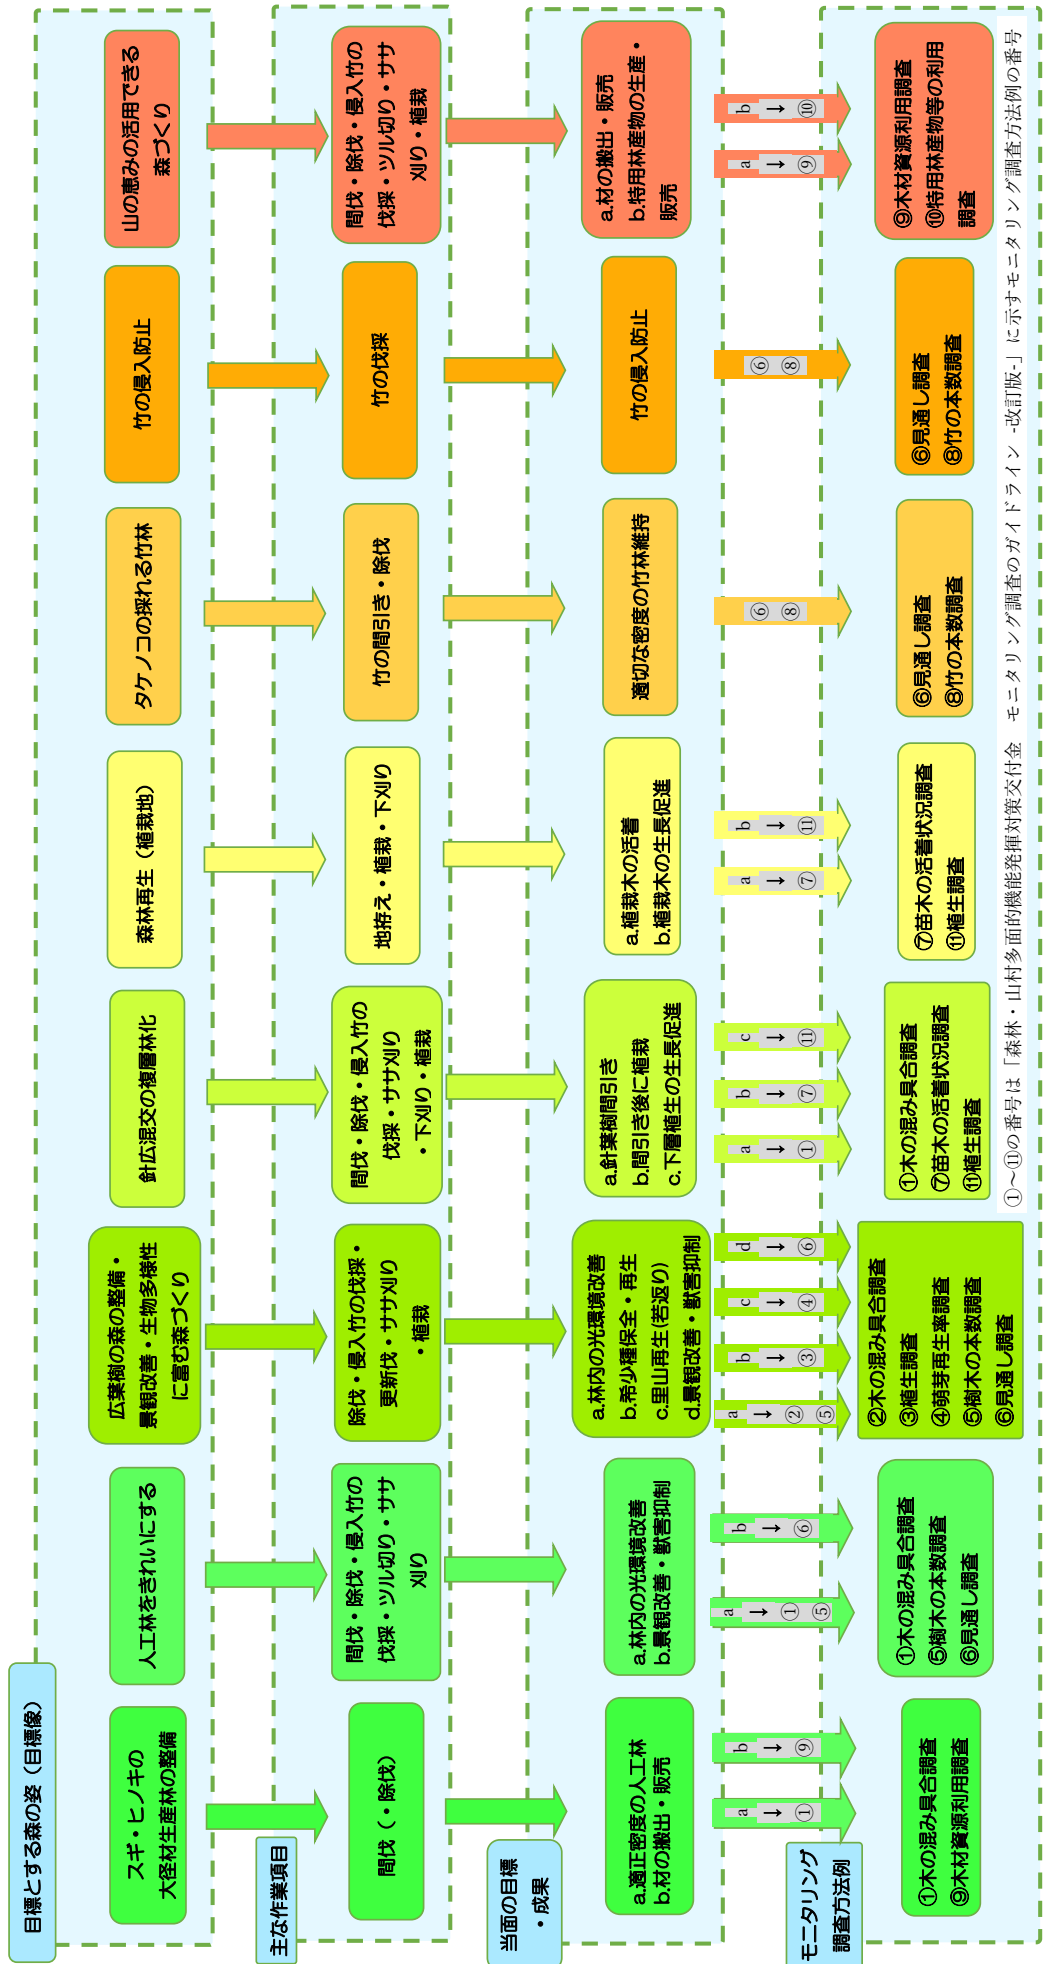 目標とする森の姿（目標像）
スギ・ヒノキの
大径材生産林の整備
人工林をきれいにする
広葉樹の森の整備・
景観改善・生物多様性
に富む森づくり
針広混交の複層林化
森林再生（植栽地）
タケノコの採れる竹林
竹の侵入防止
山の恵みの活用できる
森づくり
主な作業項目
間伐（・除伐）
間伐・除伐・侵入竹の
伐採・ツル切り・ササ
刈り
除伐・侵入竹の伐採・
更新伐・ササ刈り
・植栽
間伐・除伐・侵入竹の
伐採・ササ刈り
・下刈り・植栽
地拵え・植栽・下刈り
竹の間引き・除伐
竹の伐採
間伐・除伐・侵入竹の
伐採・ツル切り・ササ
刈り・植栽
当面の目標
・成果
a.適正密度の人工林
b.材の搬出・販売
a.林内の光環境改善
b.景観改善・獣害抑制
a.林内の光環境改善
b.希少種保全・再生
c.里山再生(若返り)
d.景観改善・獣害抑制
a.針葉樹間引き
b.間引き後に植栽
c.下層植生の生長促進
a.植栽木の活着
b.植栽木の生長促進
適切な密度の竹林維持
竹の侵入防止
a.材の搬出・販売
b.特用林産物の生産・
販売
a
↓
①
b
↓
⑨
a
↓
①
⑤
b
↓
⑥
a
↓
②
⑤
b
↓
③
c
↓
④
d
↓
⑥
a
↓
①
b
↓
⑦
c
↓
⑪
a
↓
⑦
b
↓
⑪
⑥
⑧
⑥
⑧
a
↓
⑨
b
↓
⑩
モニタリング
調査方法例
①木の混み具合調査
⑨木材資源利用調査
①木の混み具合調査
⑤樹木の本数調査
⑥見通し調査
②木の混み具合調査
③植生調査
④萌芽再生率調査
⑤樹木の本数調査
⑥見通し調査
①木の混み具合調査
⑦苗木の活着状況調査
⑪植生調査
⑦苗木の活着状況調査
⑪植生調査
⑥見通し調査
⑧竹の本数調査
⑥見通し調査
⑧竹の本数調査
⑨木材資源利用調査
⑩特用林産物等の利用
調査
①～⑪の番号は「森林・山村多面的機能発揮対策交付金　モニタリング調査のガイドライン -改訂版-」に示すモニタリング調査方法例の番号